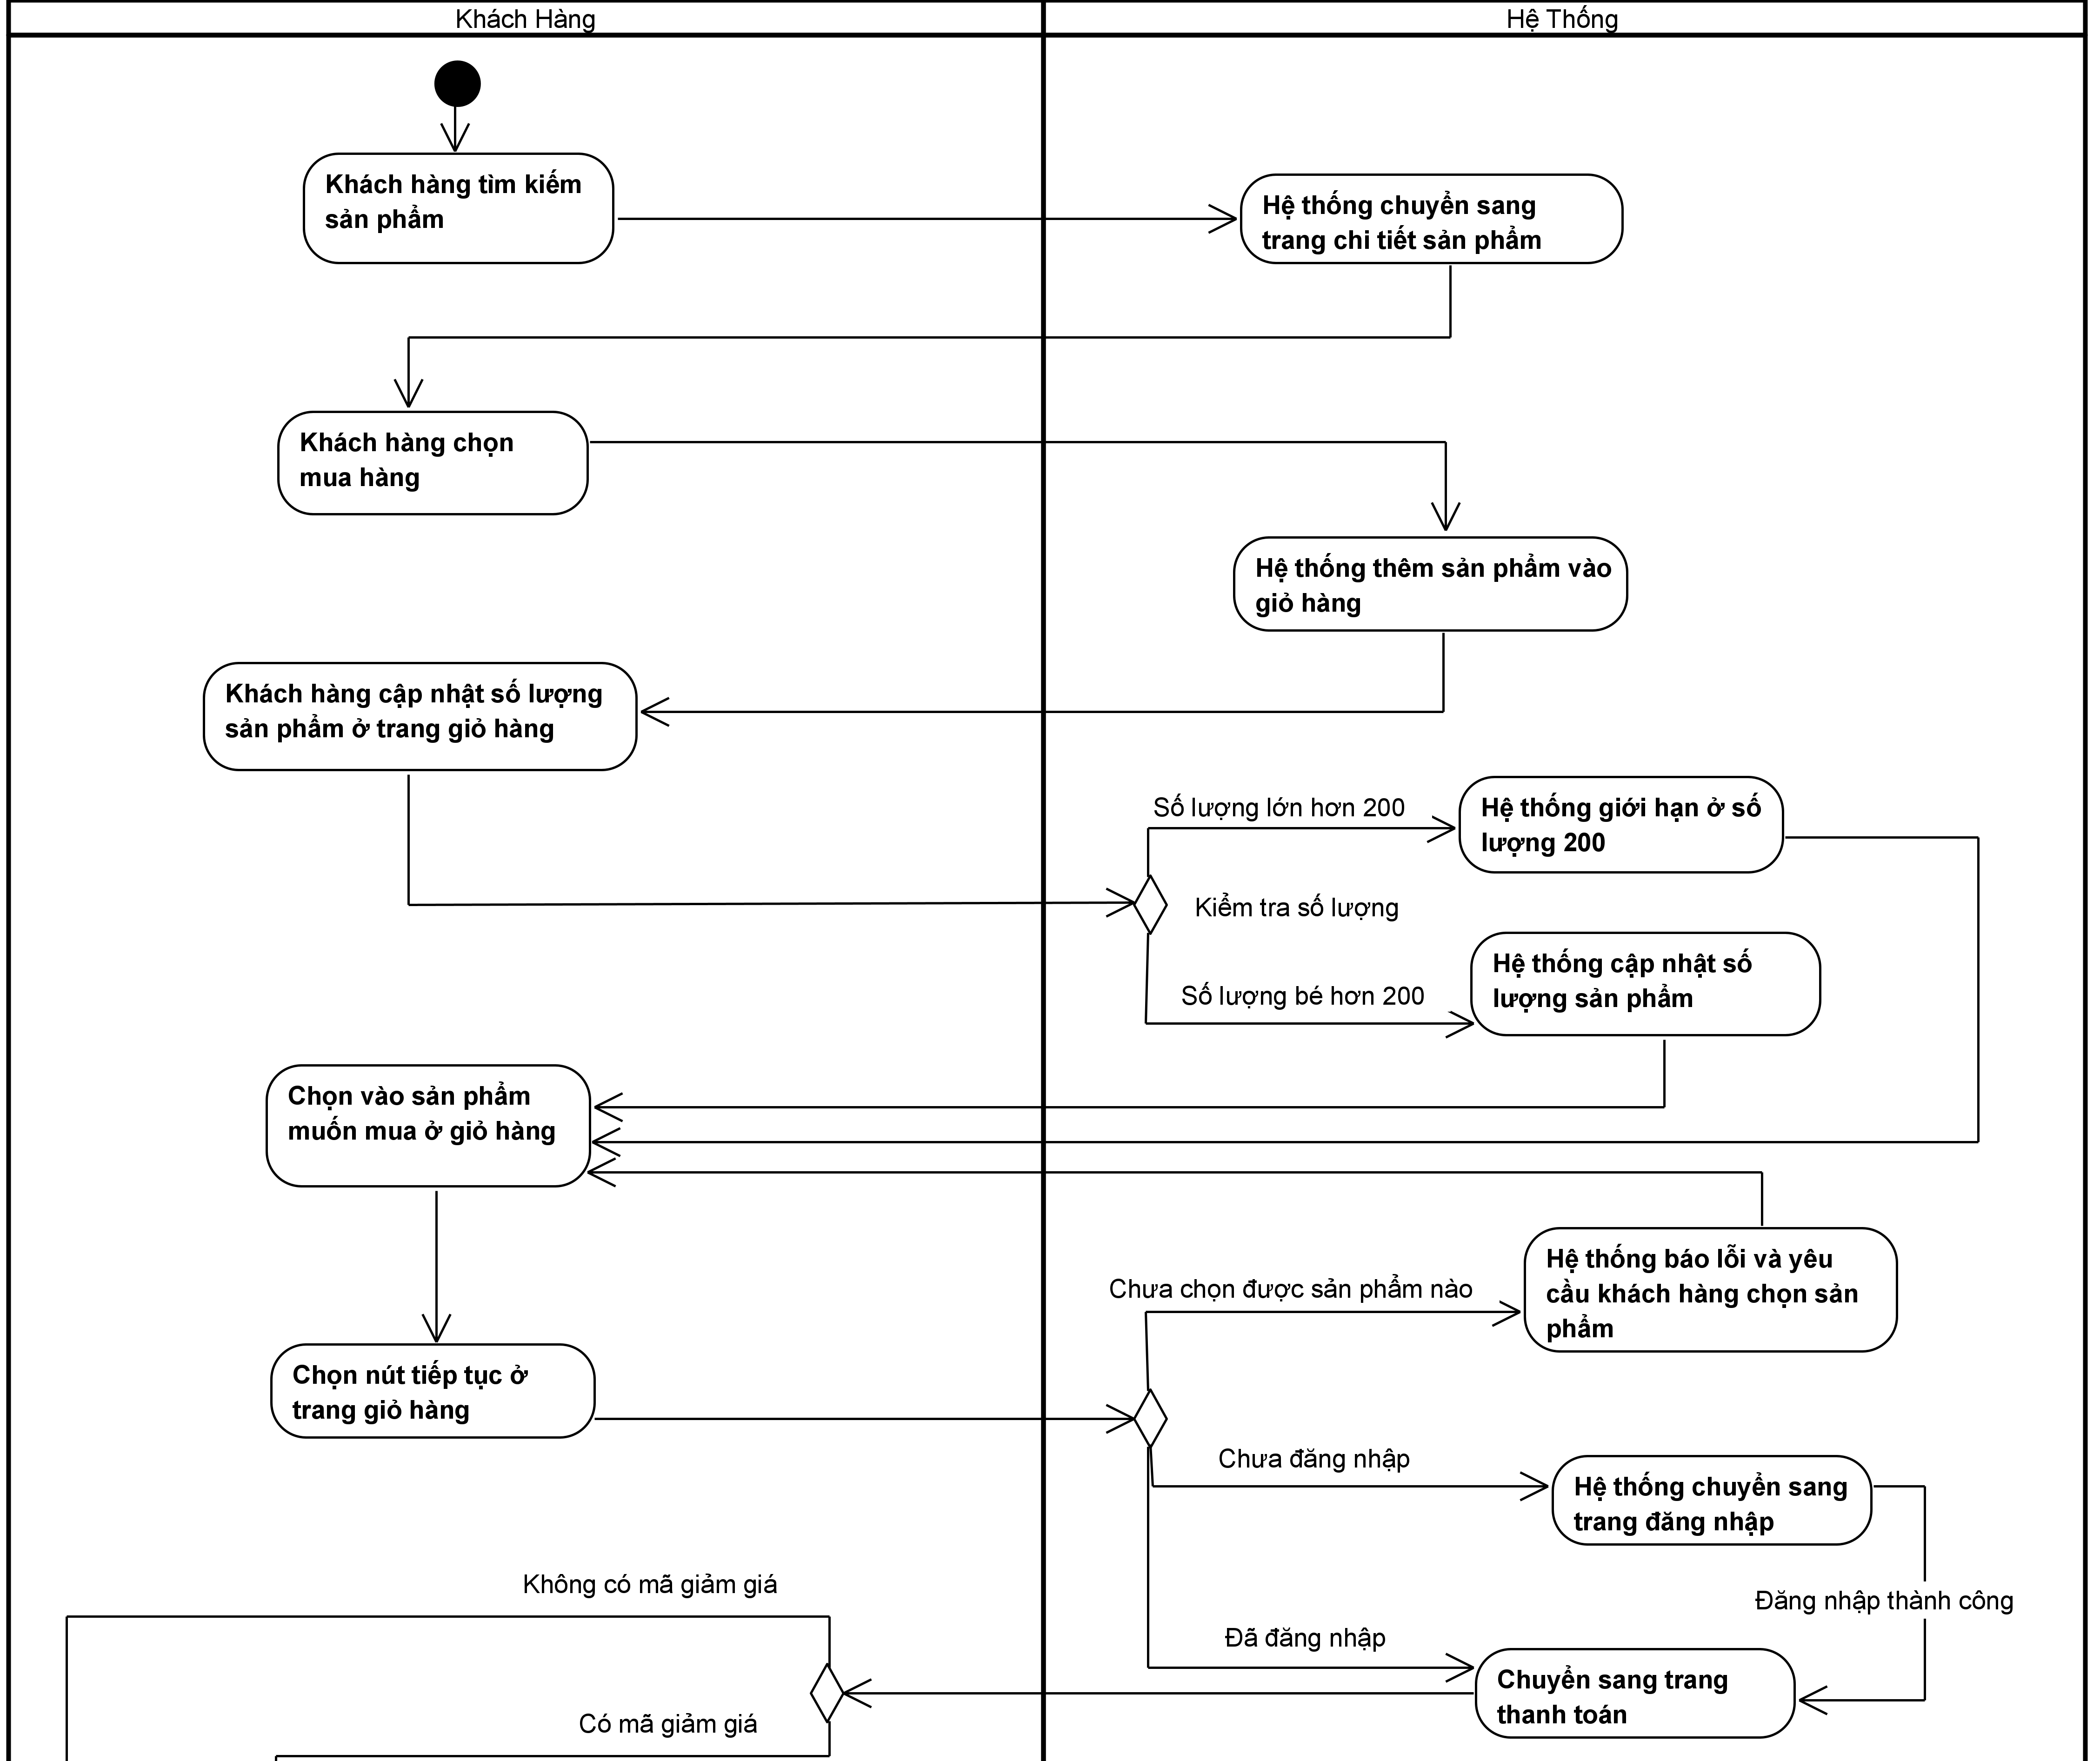 Khách Hàng
Hệ Thống
Khách hàng tìm kiếm
sản phẩm
Hệ thống chuyển sang
trang chi tiết sản phẩm
Khách hàng chọn
mua hàng
Hệ thống thêm sản phẩm vào
giỏ hàng
Khách hàng cập nhật số lượng
sản phẩm ở trang giỏ hàng
Số lượng lớn hơn 200
Hệ thống giới hạn ở số
lượng 200
Kiểm tra số lượng
Hệ thống cập nhật số
lượng sản phẩm
Số lượng bé hơn 200
Chọn vào sản phẩm
muốn mua ở giỏ hàng
Hệ thống báo lỗi và yêu
cầu khách hàng chọn sản
phẩm
Chưa chọn được sản phẩm nào
Chọn nút tiếp tục ở
trang giỏ hàng
Chưa đăng nhập
Hệ thống chuyển sang
trang đăng nhập
Không có mã giảm giá
Đăng nhập thành công
Đã đăng nhập
Chuyển sang trang
thanh toán
Có mã giảm giá